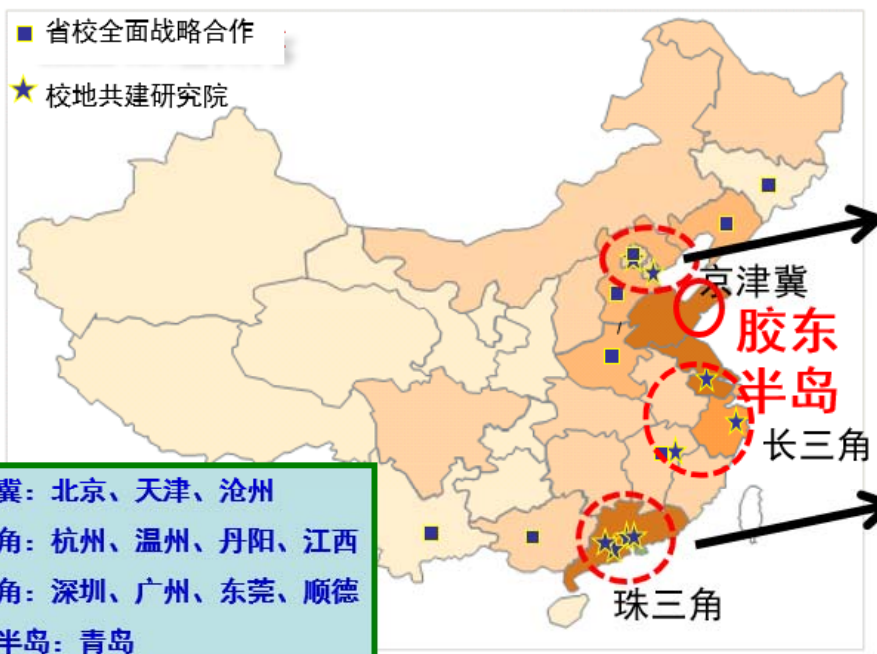 省校全面战略合作
校地共建研究院
京津冀
胶东
半岛
长三角
珠三角
冀：北京、天津、沧州
角：杭州、温州、丹阳、江西
角：深圳、广州、东莞、顺德
半岛：青岛